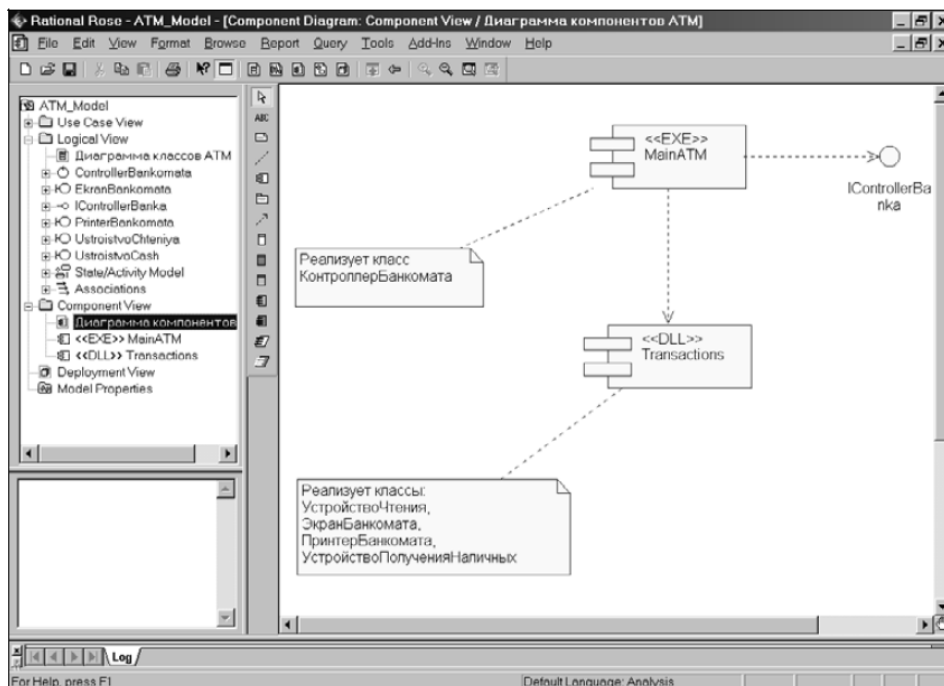 Rational Rose - ATM_Model - [Component Diagram: Component View / Диаграмма компонентов ATM]
File Edit View Format Browse Report Query Tools Add-Ins Window Help
ATM_Model
Use Case View
Logical View
Диаграмма классов ATM
ControllerBankomata
EkranBankomata
IControllerBanka
PrinterBankomata
UstroistvoChteniya
UstroistvoCash
State/Activity Model
Associations
Component View
Диаграмма компонентов
<<EXE>> MainATM
<<DLL>> Transactions
Deployment View
Model Properties
ABC
<<EXE>>
MainATM
IControllerBa
nka
Реализует класс
КонтроллерБанкомата
<<DLL>>
Transactions
Реализует классы:
УстройствоЧтения,
ЭкранБанкомата,
ПринтерБанкомата,
УстройствоПолученияНаличных
Log
For Help, press F1
Default Language: Analysis